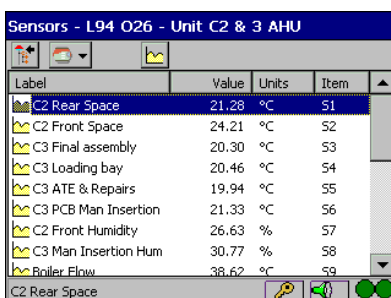 Sensors - L94 O26 - Unit C2 & 3 AHU
Label Value Units Item
C2 Rear Space 21.28 °C S1
C2 Front Space 24.21 °C S2
C3 Final assembly 20.30 °C S3
C3 Loading bay 20.46 °C S4
C3 ATE & Repairs 19.94 °C S5
C3 PCB Man Insertion 21.33 °C S6
C2 Front Humidity 26.63 % S7
C3 Man Insertion Hum 30.77 % S8
Boiler Flow 38.62 °C S9
C2 Rear Space